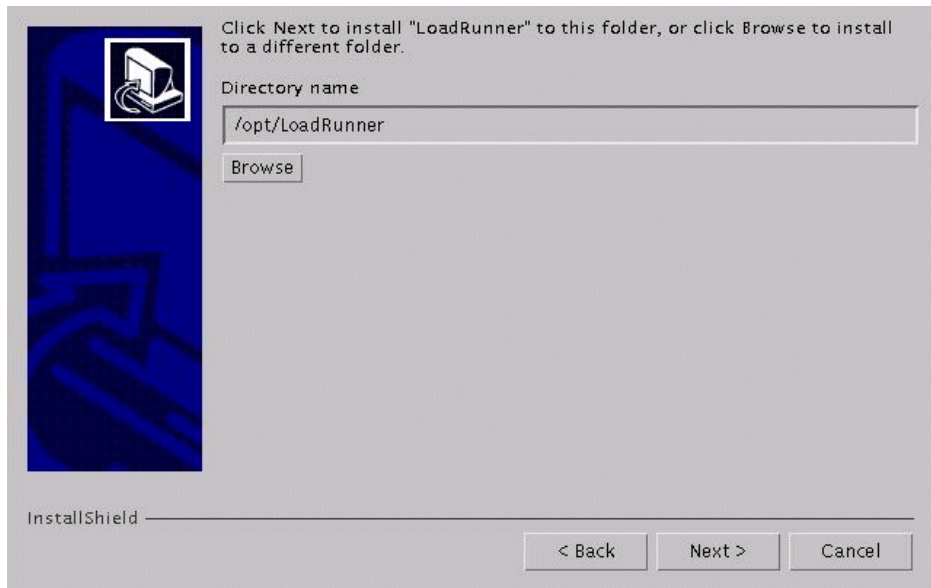 Click Next to install "LoadRunner" to this folder, or click Browse to install
to a different folder.
Directory name
/opt/LoadRunner
Browse
InstallShield
< Back
Next >
Cancel